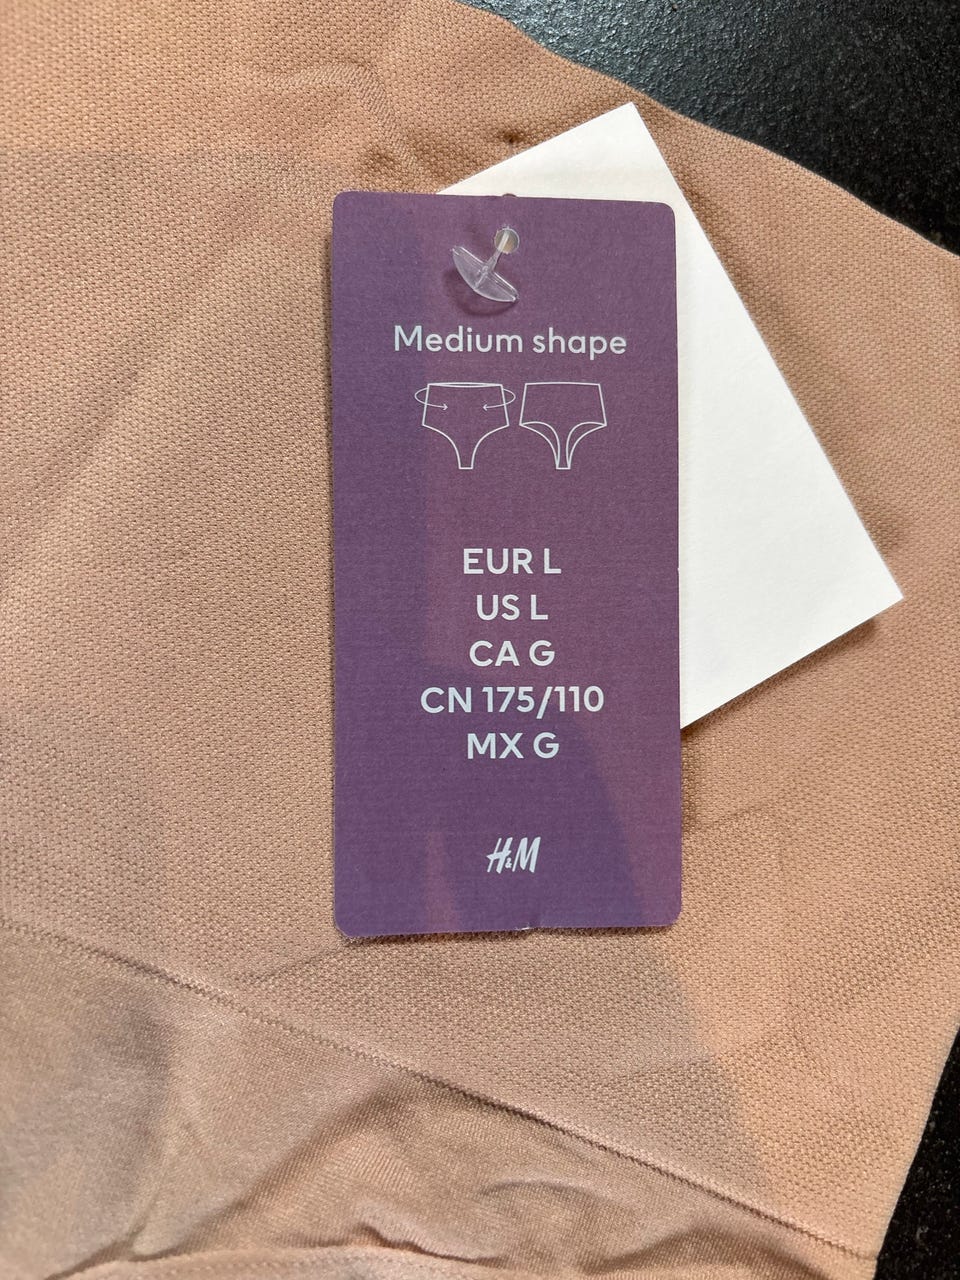 Medium shape
EUR L
US L
CA G
CN 175/110
MX G
H&M